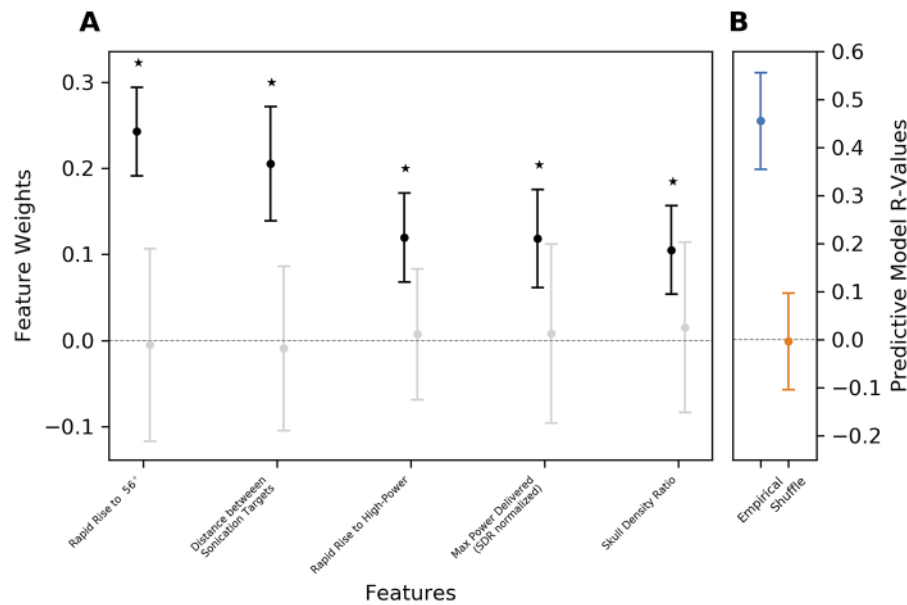 A
B
Feature Weights
0.3
0.2
0.1
0.0
−0.1
Rapid Rise to 56°
Distance betweeen
Sonication Targets
Rapid Rise to High-Power
Max Power Delivered
(SDR normalized)
Skull Density Ratio
Features
0.6
0.5
0.4
0.3
0.2
0.1
0.0
−0.1
−0.2
Predictive Model R-Values
Empirical
Shuffle